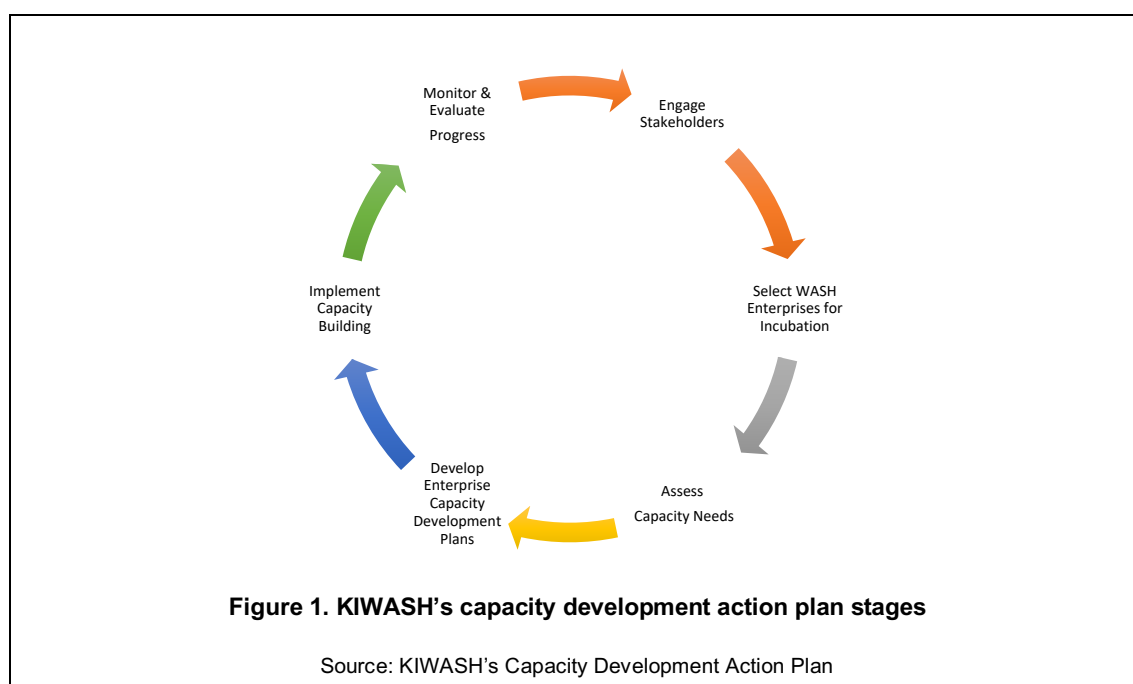 Monitor &
Evaluate
Progress
Engage
Stakeholders
Select WASH
Enterprises for
Incubation
Assess
Capacity Needs
Develop
Enterprise
Capacity
Development
Plans
Implement
Capacity
Building
Figure 1. KIWASH’s capacity development action plan stages
Source: KIWASH’s Capacity Development Action Plan